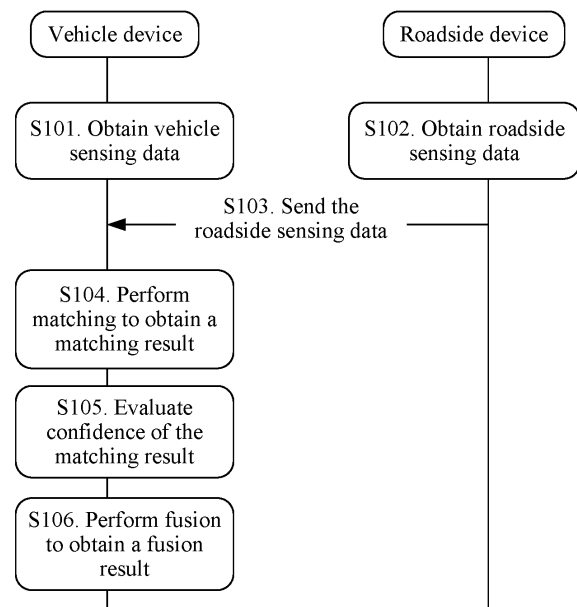 Vehicle device
Roadside device
S101. Obtain vehicle
sensing data
S102. Obtain roadside
sensing data
S103. Send the
roadside sensing data
S104. Perform
matching to obtain a
matching result
S105. Evaluate
confidence of the
matching result
S106. Perform fusion
to obtain a fusion
result